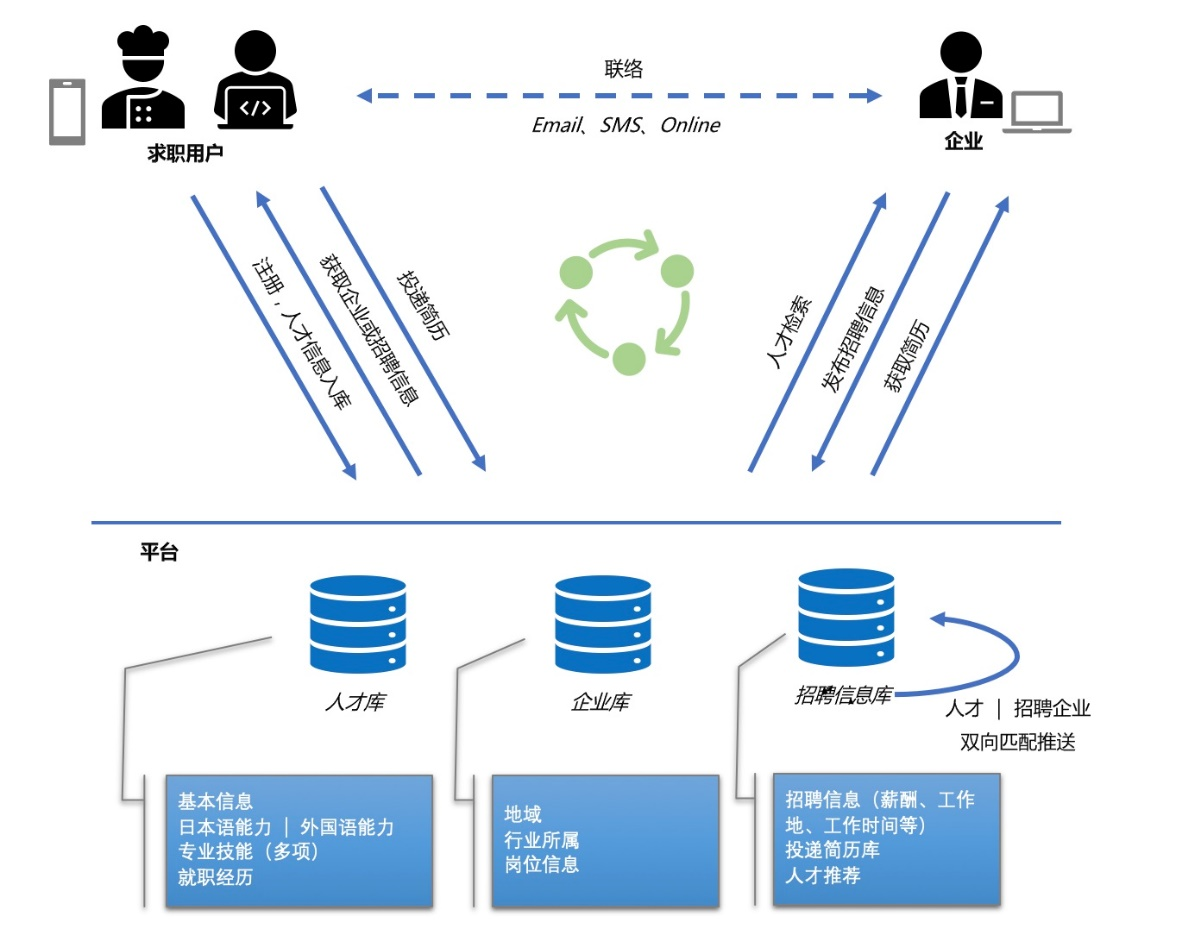 联络
Email、SMS、Online
</>
求职用户
企业
注册，人才信息入库
获取企业或招聘信息
投递简历
人才检索
发布招聘信息
获取简历
平台
人才库
企业库
招聘信息库
人才 | 招聘企业
双向匹配推送
基本信息
日本语能力 | 外国语能力
专业技能（多项）
就职经历
地域
行业所属
岗位信息
招聘信息（薪酬、工作
地、工作时间等）
投递简历库
人才推荐